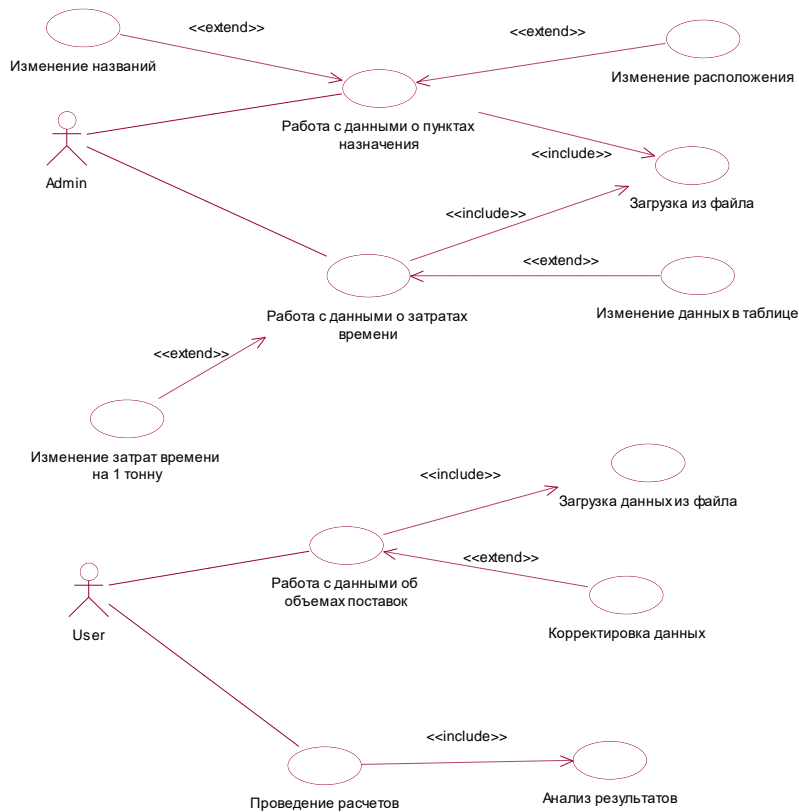 <<extend>>
<<extend>>
Изменение названий
Изменение расположения
Работа с данными о пунктах
назначения
<<include>>
Admin
Загрузка из файла
<<include>>
<<extend>>
Работа с данными о затратах
времени
Изменение данных в таблице
<<extend>>
Изменение затрат времени
на 1 тонну
<<include>>
Загрузка данных из файла
<<extend>>
Работа с данными об
объемах поставок
User
Корректировка данных
<<include>>
Проведение расчетов
Анализ результатов